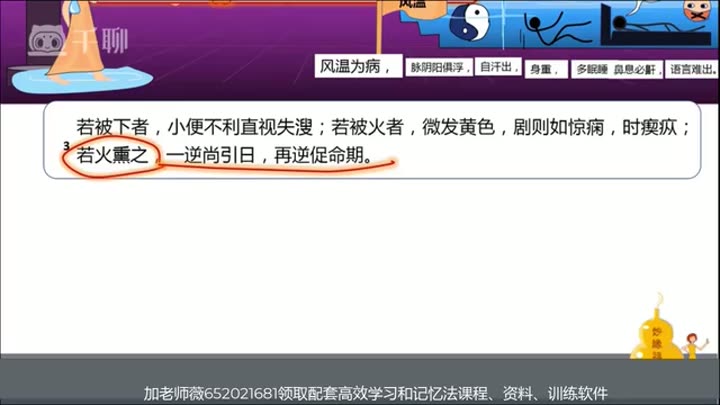 千聊
风温
风温为病,
脉阴阳俱浮,
自汗出,
身重,
多眠睡
鼻息必鼾,
语言难出。
若被下者，小便不利直视失溲；若被火者，微发黄色，剧则如惊痫，时瘈疭；
3
若火熏之，一逆尚引日，再逆促命期。
加老师薇652021681领取配套高效学习和记忆法课程、资料、训练软件